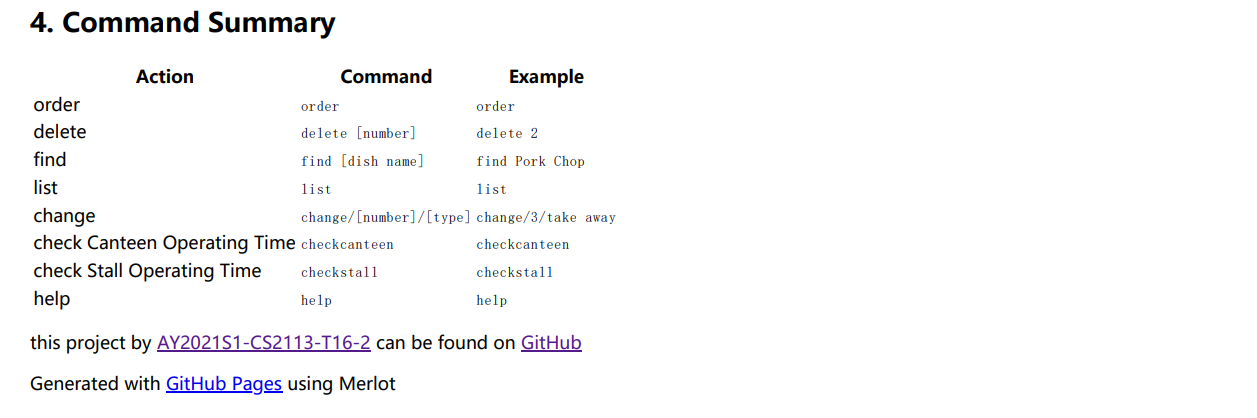 4. Command Summary
Action Command Example
order order order
delete delete [number] delete 2
find find [dish name] find Pork Chop
list list list
change change/[number]/[type] change/3/take away
check Canteen Operating Time checkcanteen checkcanteen
check Stall Operating Time checkstall checkstall
help help help
this project by AY2021S1-CS2113-T16-2 can be found on GitHub
Generated with GitHub Pages using Merlot